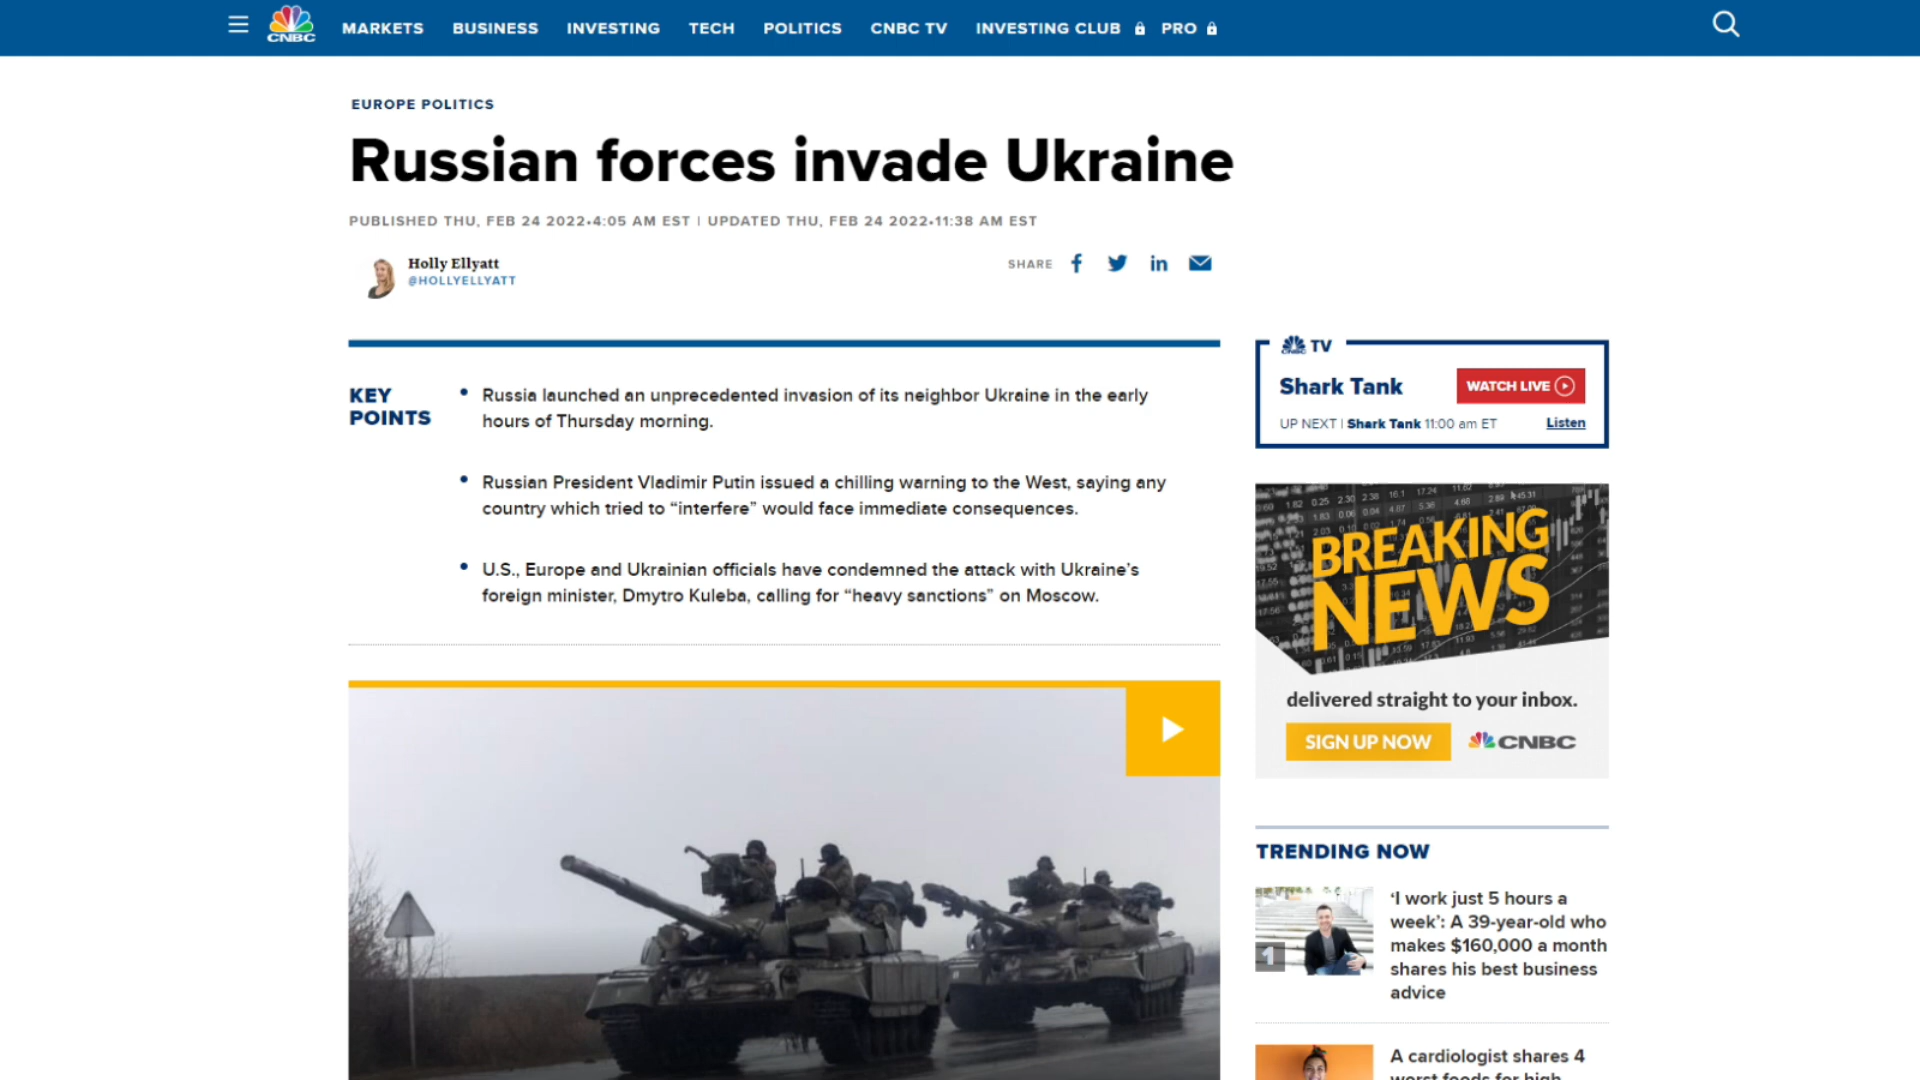 CNBC
MARKETS BUSINESS INVESTING TECH POLITICS CNBC TV INVESTING CLUB PRO
EUROPE POLITICS
Russian forces invade Ukraine
PUBLISHED THU, FEB 24 2022•4:05 AM EST | UPDATED THU, FEB 24 2022•11:38 AM EST
Holly Ellyatt
@HOLLYELLYATT
SHARE
KEY
POINTS
• Russia launched an unprecedented invasion of its neighbor Ukraine in the early
hours of Thursday morning.
• Russian President Vladimir Putin issued a chilling warning to the West, saying any
country which tried to “interfere” would face immediate consequences.
• U.S., Europe and Ukrainian officials have condemned the attack with Ukraine’s
foreign minister, Dmytro Kuleba, calling for “heavy sanctions” on Moscow.
CNBC TV
Shark Tank
WATCH LIVE
UP NEXT | Shark Tank 11:00 am ET
Listen
BREAKING
NEWS
delivered straight to your inbox.
SIGN UP NOW
CNBC
TRENDING NOW
1
‘I work just 5 hours a
week’: A 39-year-old who
makes $160,000 a month
shares his best business
advice
A cardiologist shares 4
worst foods for high